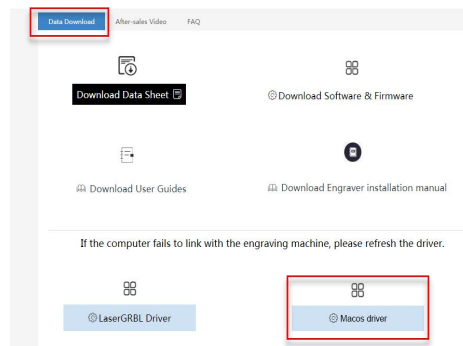 Data Download After-sales Video FAQ
Download Data Sheet
Download Software & Firmware
Download User Guides
Download Engraver installation manual
If the computer fails to link with the engraving machine, please refresh the driver.
LaserGRBL Driver
Macos driver